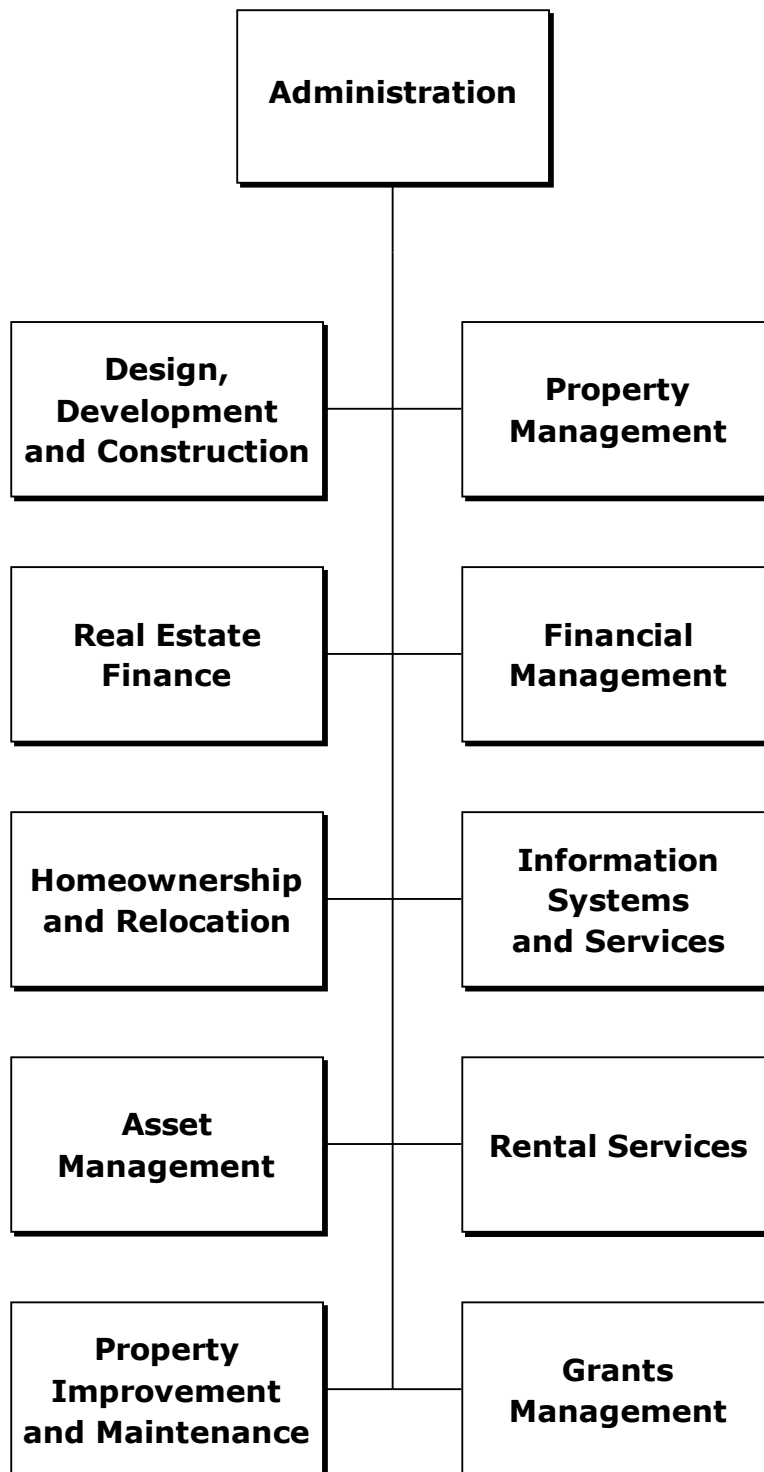 Administration
Design,
Development
and Construction
Property
Management
Real Estate
Finance
Financial
Management
Homeownership
and Relocation
Information
Systems
and Services
Asset
Management
Rental Services
Property
Improvement
and Maintenance
Grants
Management